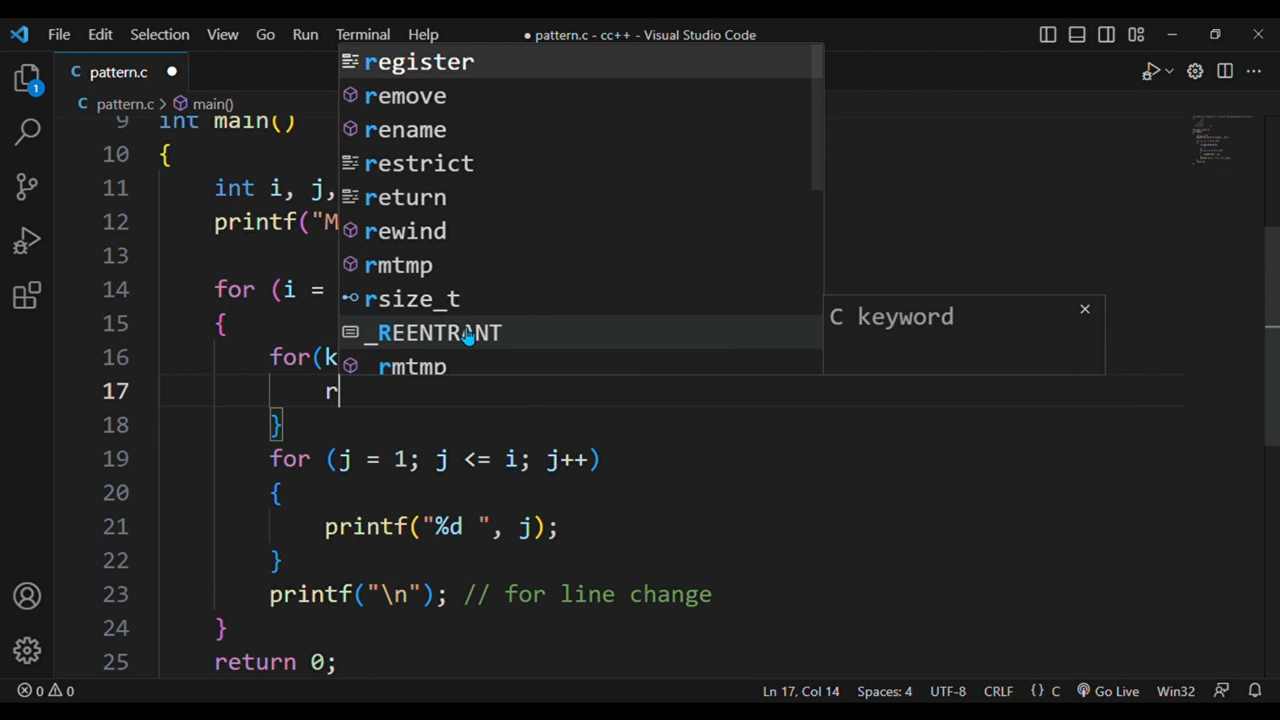 File Edit Selection View Go Run Terminal Help ● pattern.c - cc++ - Visual Studio Code
C pattern.c ●
C pattern.c > main()
1
9 int main()
10 {
11 int i, j,
12 printf("M
13
14 for (i =
15 {
16 for(k
17 r
18 }
19 for (j = 1; j <= i; j++)
20 {
21 printf("%d ", j);
22 }
23 printf("\n"); // for line change
24 }
25 return 0;
register
remove
rename
restrict
return
rewind
rmtmp
rsize_t
_REENTRANT
rmtmp
C keyword
0 0 Ln 17, Col 14 Spaces: 4 UTF-8 CRLF {} C Go Live Win32